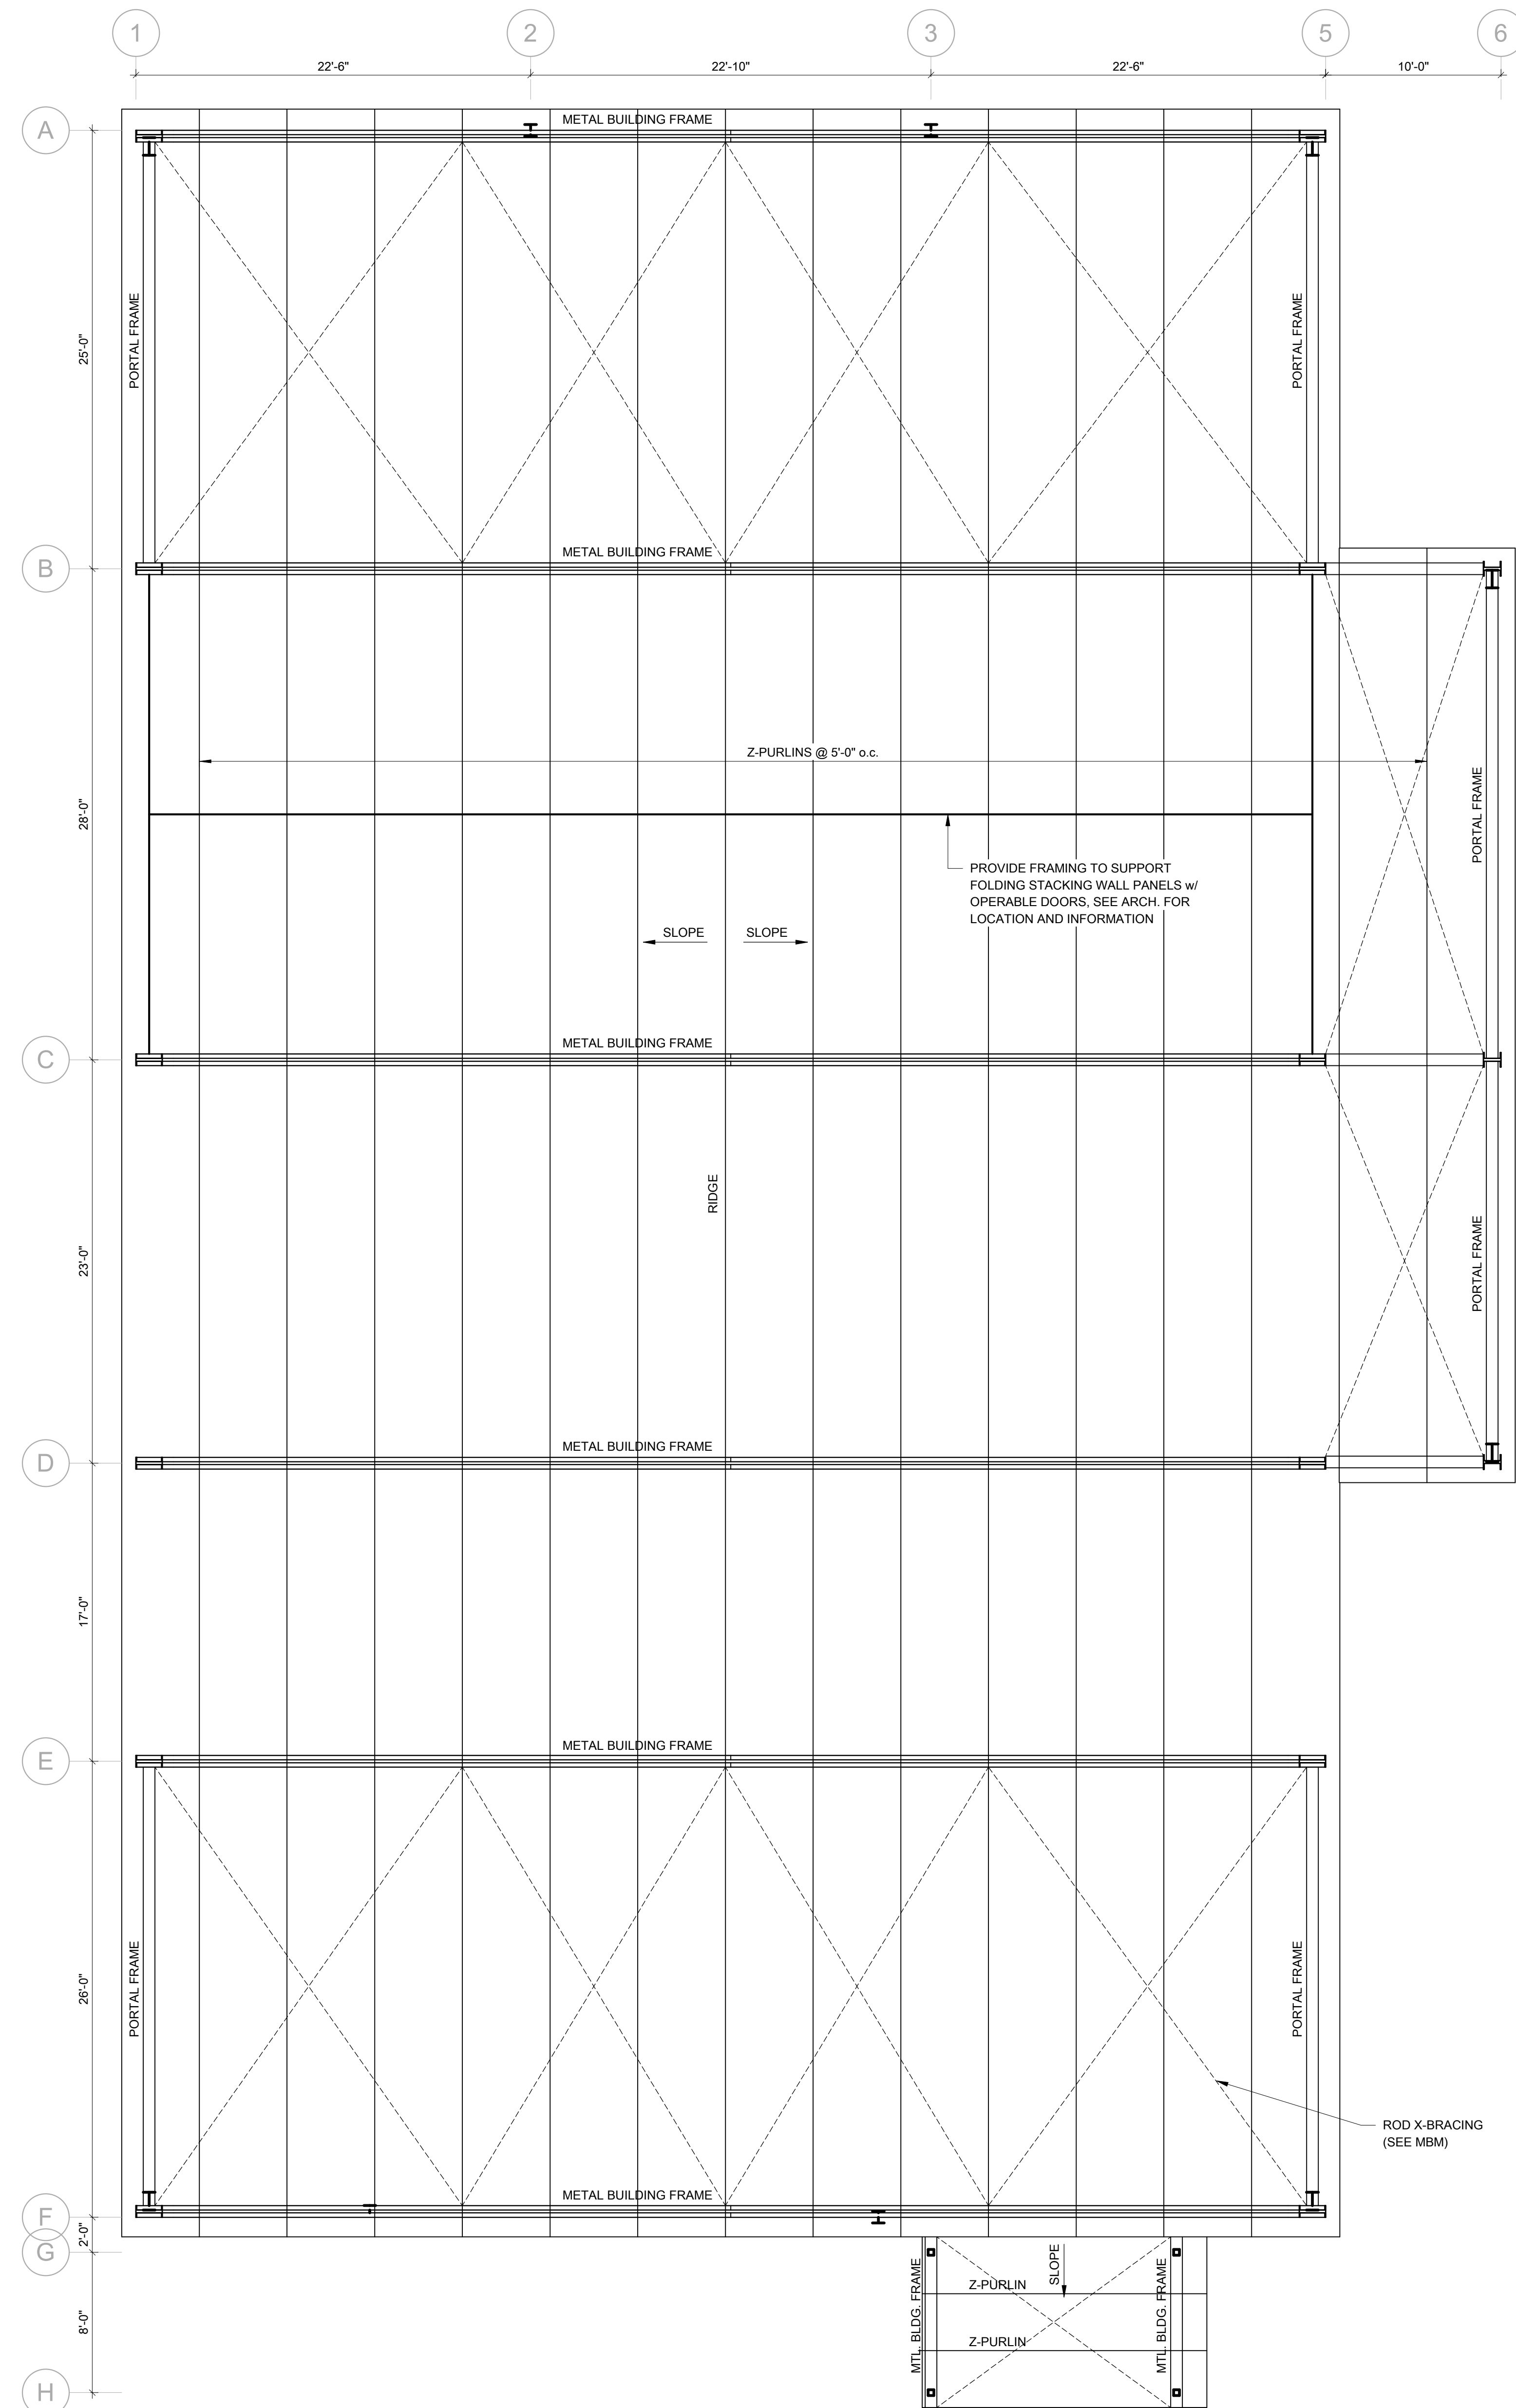 1
2
3
5
6
22'-6"
22'-10"
22'-6"
10'-0"
A
METAL BUILDING FRAME
PORTAL FRAME
PORTAL FRAME
25'-0"
METAL BUILDING FRAME
B
Z-PURLINS @ 5'-0" o.c.
PORTAL FRAME
28'-0"
PROVIDE FRAMING TO SUPPORT
FOLDING STACKING WALL PANELS w/
OPERABLE DOORS, SEE ARCH. FOR
LOCATION AND INFORMATION
SLOPE
SLOPE
METAL BUILDING FRAME
C
RIDGE
23'-0"
PORTAL FRAME
METAL BUILDING FRAME
D
17'-0"
METAL BUILDING FRAME
E
PORTAL FRAME
PORTAL FRAME
26'-0"
ROD X-BRACING
(SEE MBM)
METAL BUILDING FRAME
F
2'-0"
G
MTL. BLDG. FRAME
SLOPE
MTL. BLDG. FRAME
Z-PURLIN
8'-0"
Z-PURLIN
H